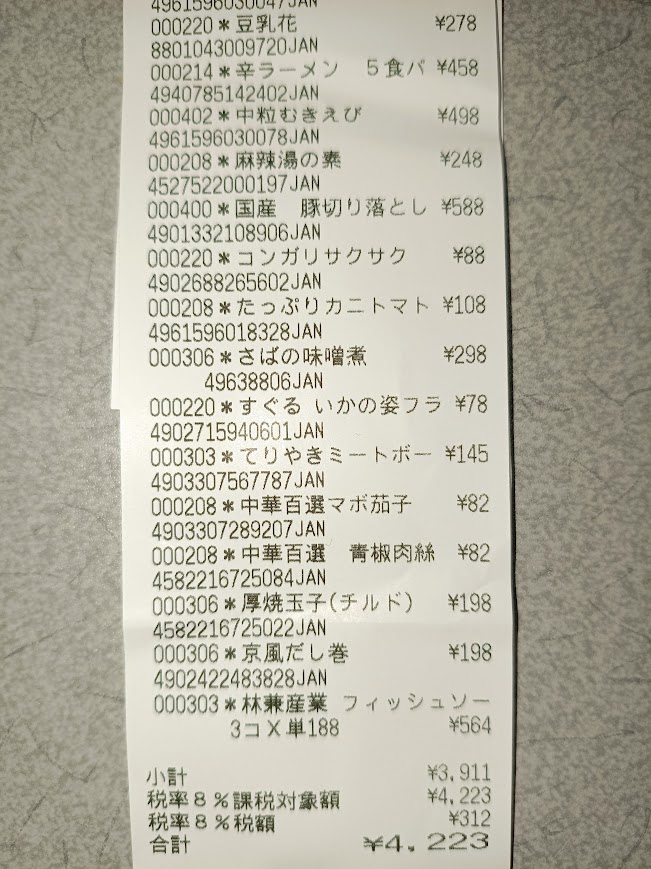 4961596030047JAN
000220*豆乳花 ¥278
8801043009720JAN
000214*辛ラーメン 5食パ ¥458
4940785142402JAN
000402*中粒むきえび ¥498
4961596030078JAN
000208*麻辣湯の素 ¥248
4527522000197JAN
000400*国産 豚切り落とし ¥588
4901332108906JAN
000220*コンガリサクサク ¥88
4902688265602JAN
000208*たっぷりカニトマト ¥108
4961596018328JAN
000306*さばの味噌煮 ¥298
49638806JAN
000220*すぐる いかの姿フラ ¥78
4902715940601JAN
000303*てりやきミートボー ¥145
4903307567787JAN
000208*中華百選マボ茄子 ¥82
4903307289207JAN
000208*中華百選 青椒肉絲 ¥82
4582216725084JAN
000306*厚焼玉子(チルド) ¥198
4582216725022JAN
000306*京風だし巻 ¥198
4902422483828JAN
000303*林兼産業 フィッシュソー
3コX単188 ¥564
小計 ¥3,911
税率8%課税対象額 ¥4,223
税率8%税額 ¥312
合計 ¥4,223